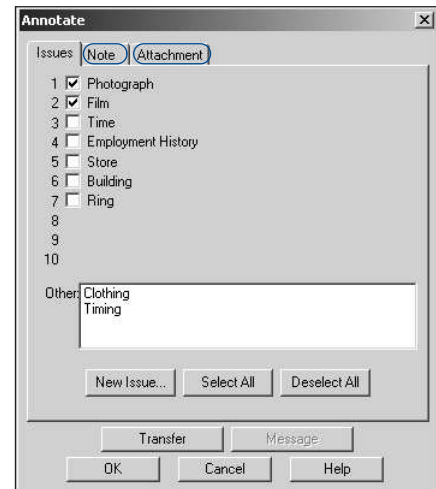 Annotate
Issues Note Attachment
1 Photograph
2 Film
3 Time
4 Employment History
5 Store
6 Building
7 Ring
8
9
10
Other: Clothing
Timing
New Issue... Select All Deselect All
Transfer Message
OK Cancel Help